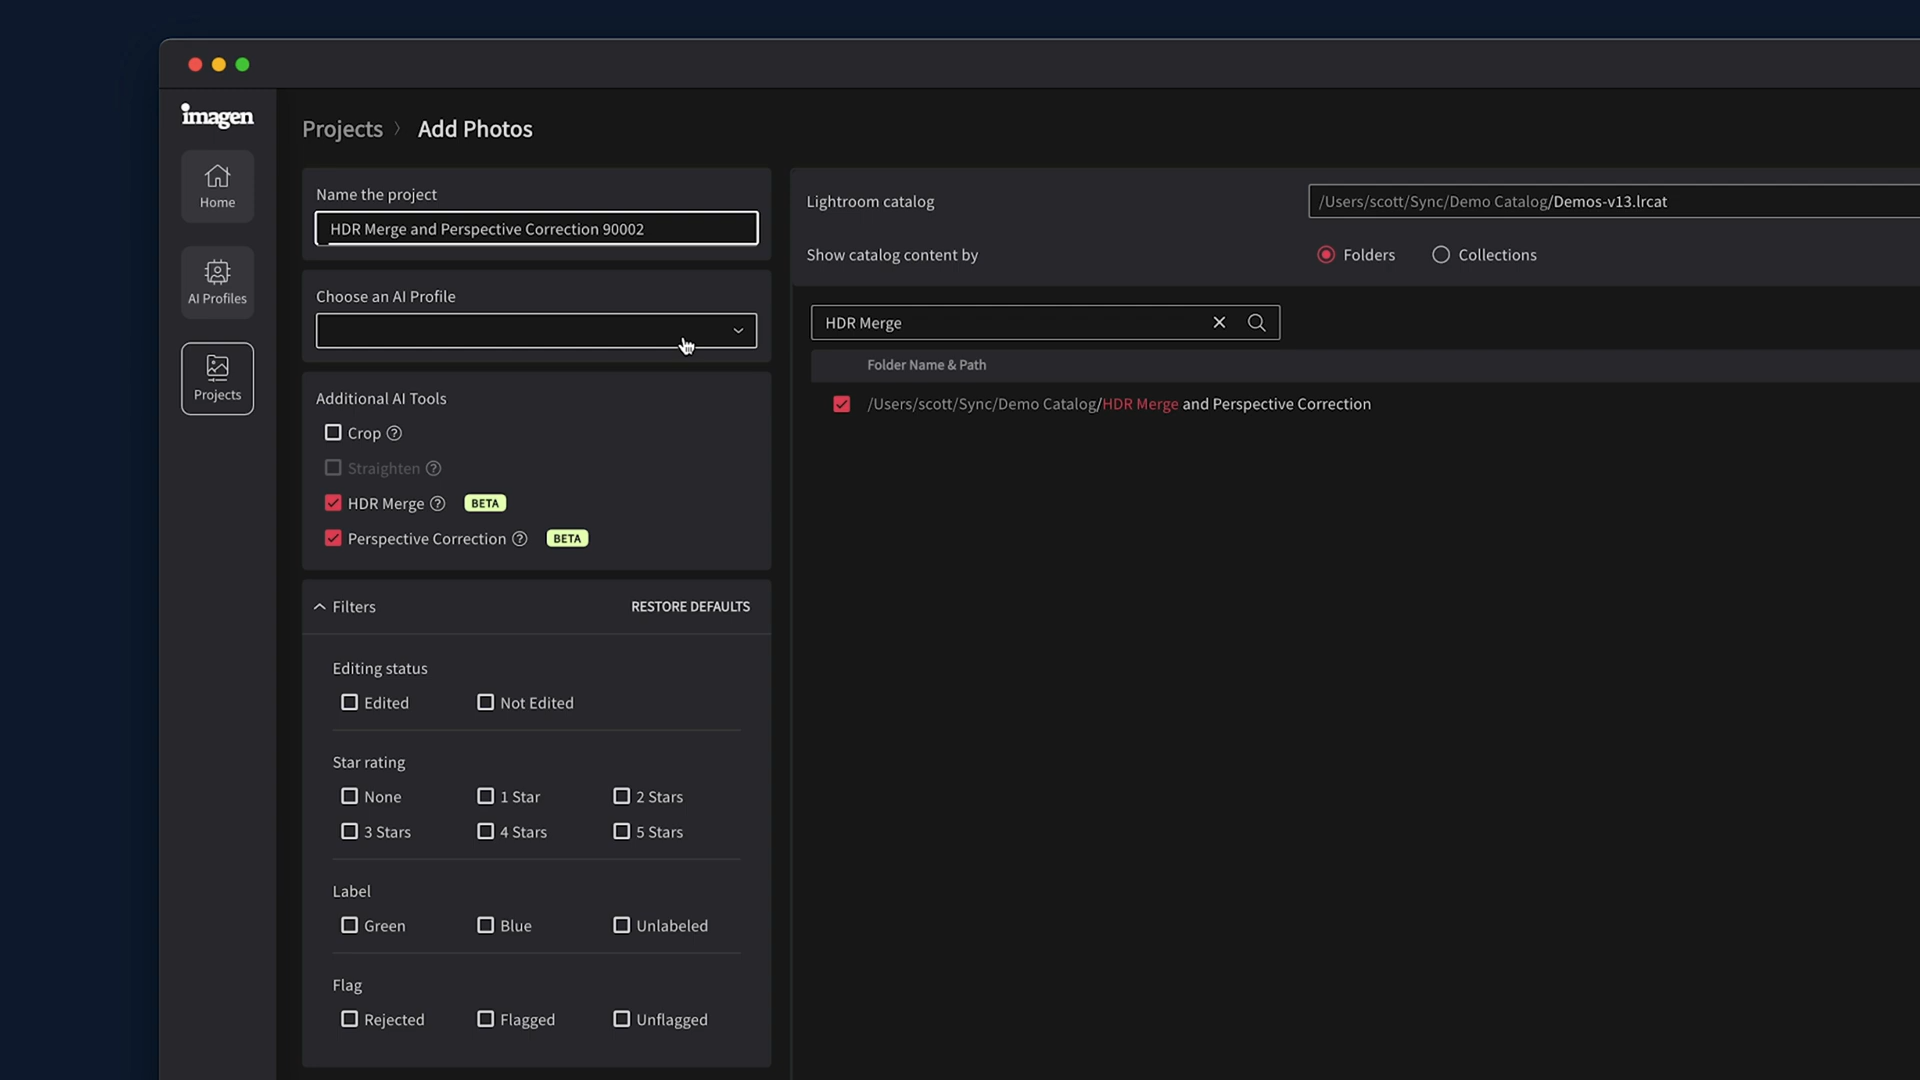 imagen
Home
AI Profiles
Projects
Projects > Add Photos
Name the project
HDR Merge and Perspective Correction 90002
Choose an AI Profile
Additional AI Tools
Crop ?
Straighten ?
HDR Merge ? BETA
Perspective Correction ? BETA
Filters RESTORE DEFAULTS
Editing status
Edited Not Edited
Star rating
None 1 Star 2 Stars
3 Stars 4 Stars 5 Stars
Label
Green Blue Unlabeled
Flag
Rejected Flagged Unflagged
Lightroom catalog /Users/scott/Sync/Demo Catalog/Demos-v13.lrcat
Show catalog content by Folders Collections
HDR Merge
Folder Name & Path
/Users/scott/Sync/Demo Catalog/HDR Merge and Perspective Correction